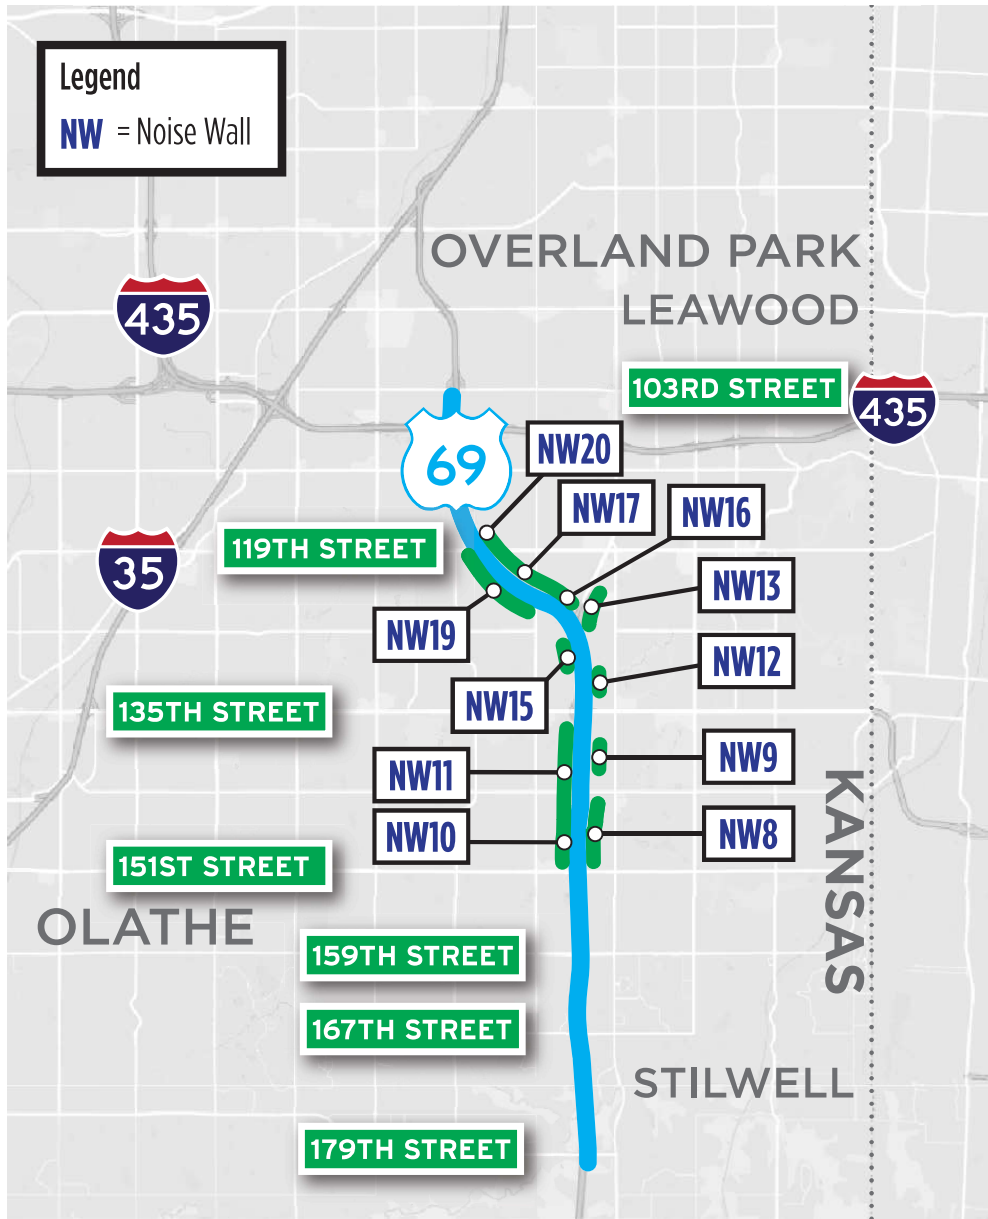 Legend
NW = Noise Wall
OVERLAND PARK
LEAWOOD
435
103RD STREET
435
69
NW20
NW17
NW16
119TH STREET
35
NW13
NW19
NW12
NW15
135TH STREET
NW9
NW11
NW10
NW8
KANSAS
151ST STREET
OLATHE
159TH STREET
167TH STREET
STILWELL
179TH STREET